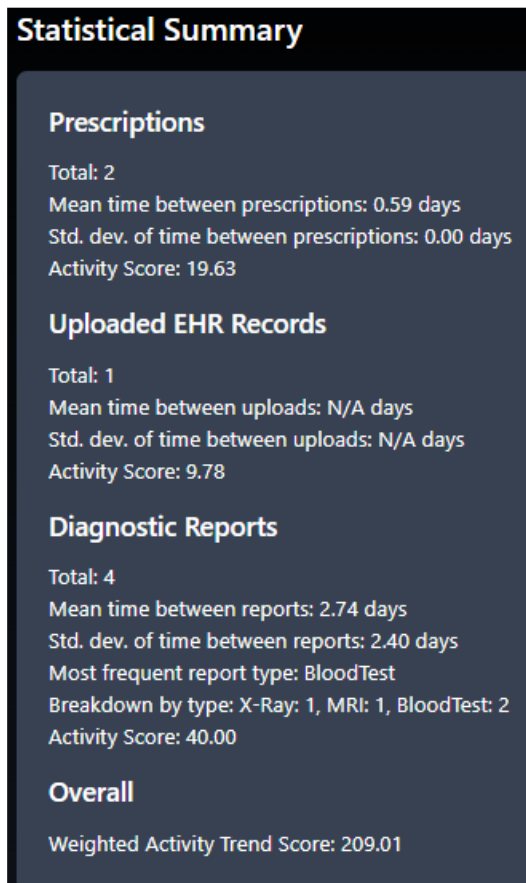 Statistical Summary
Prescriptions
Total: 2
Mean time between prescriptions: 0.59 days
Std. dev. of time between prescriptions: 0.00 days
Activity Score: 19.63
Uploaded EHR Records
Total: 1
Mean time between uploads: N/A days
Std. dev. of time between uploads: N/A days
Activity Score: 9.78
Diagnostic Reports
Total: 4
Mean time between reports: 2.74 days
Std. dev. of time between reports: 2.40 days
Most frequent report type: BloodTest
Breakdown by type: X-Ray: 1, MRI: 1, BloodTest: 2
Activity Score: 40.00
Overall
Weighted Activity Trend Score: 209.01